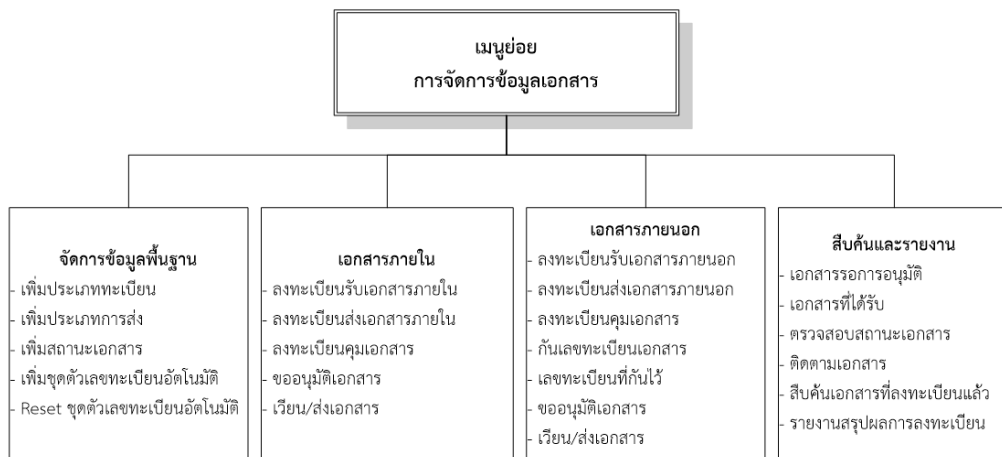 เมนูย่อย
การจัดการข้อมูลเอกสาร
จัดการข้อมูลพื้นฐาน
- เพิ่มประเภททะเบียน
- เพิ่มประเภทการส่ง
- เพิ่มสถานะเอกสาร
- เพิ่มชุดตัวเลขทะเบียนอัตโนมัติ
- Reset ชุดตัวเลขทะเบียนอัตโนมัติ
เอกสารภายใน
- ลงทะเบียนรับเอกสารภายใน
- ลงทะเบียนส่งเอกสารภายใน
- ลงทะเบียนคุมเอกสาร
- ขออนุมัติเอกสาร
- เวียน/ส่งเอกสาร
เอกสารภายนอก
- ลงทะเบียนรับเอกสารภายนอก
- ลงทะเบียนส่งเอกสารภายนอก
- ลงทะเบียนคุมเอกสาร
- กันเลขทะเบียนเอกสาร
- เลขทะเบียนที่กันไว้
- ขออนุมัติเอกสาร
- เวียน/ส่งเอกสาร
สืบค้นและรายงาน
- เอกสารรอการอนุมัติ
- เอกสารที่ได้รับ
- ตรวจสอบสถานะเอกสาร
- ติดตามเอกสาร
- สืบค้นเอกสารที่ลงทะเบียนแล้ว
- รายงานสรุปผลการลงทะเบียน